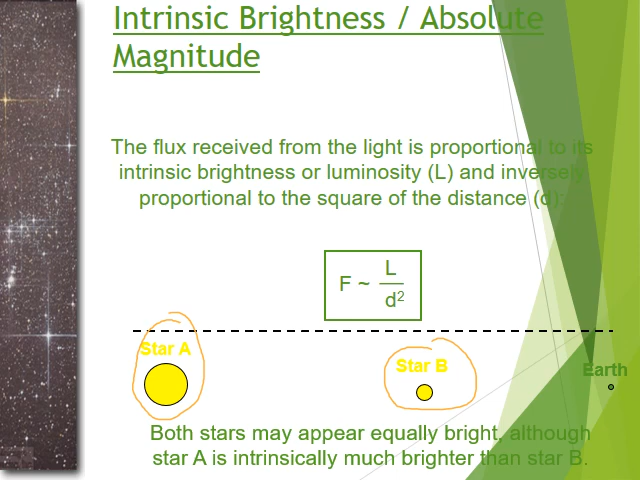 Intrinsic Brightness / Absolute
Magnitude
The flux received from the light is proportional to its
intrinsic brightness or luminosity (L) and inversely
proportional to the square of the distance (d):
F ~ L
d²
Star A
Star B
Earth
Both stars may appear equally bright, although
star A is intrinsically much brighter than star B.